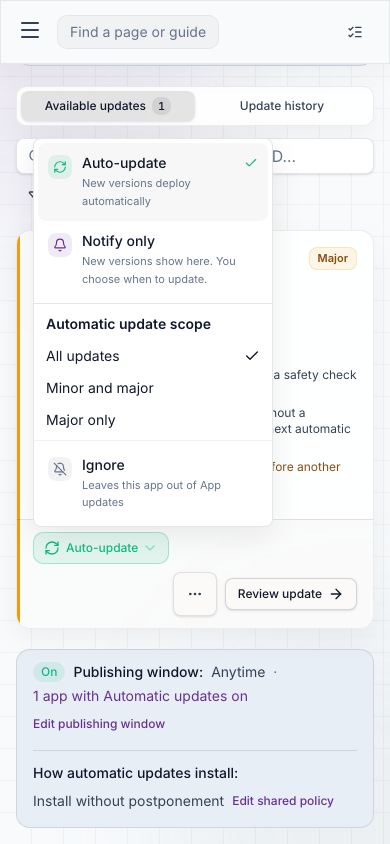 Find a page or guide
Available updates 1
Update history
D...
Auto-update
New versions deploy
automatically
Major
Notify only
New versions show here. You
choose when to update.
Automatic update scope
All updates
Minor and major
Major only
a safety check
out a
ext automatic
fore another
Ignore
Leaves this app out of App
updates
Auto-update
...
Review update
On Publishing window: Anytime ·
1 app with Automatic updates on
Edit publishing window
How automatic updates install:
Install without postponement Edit shared policy